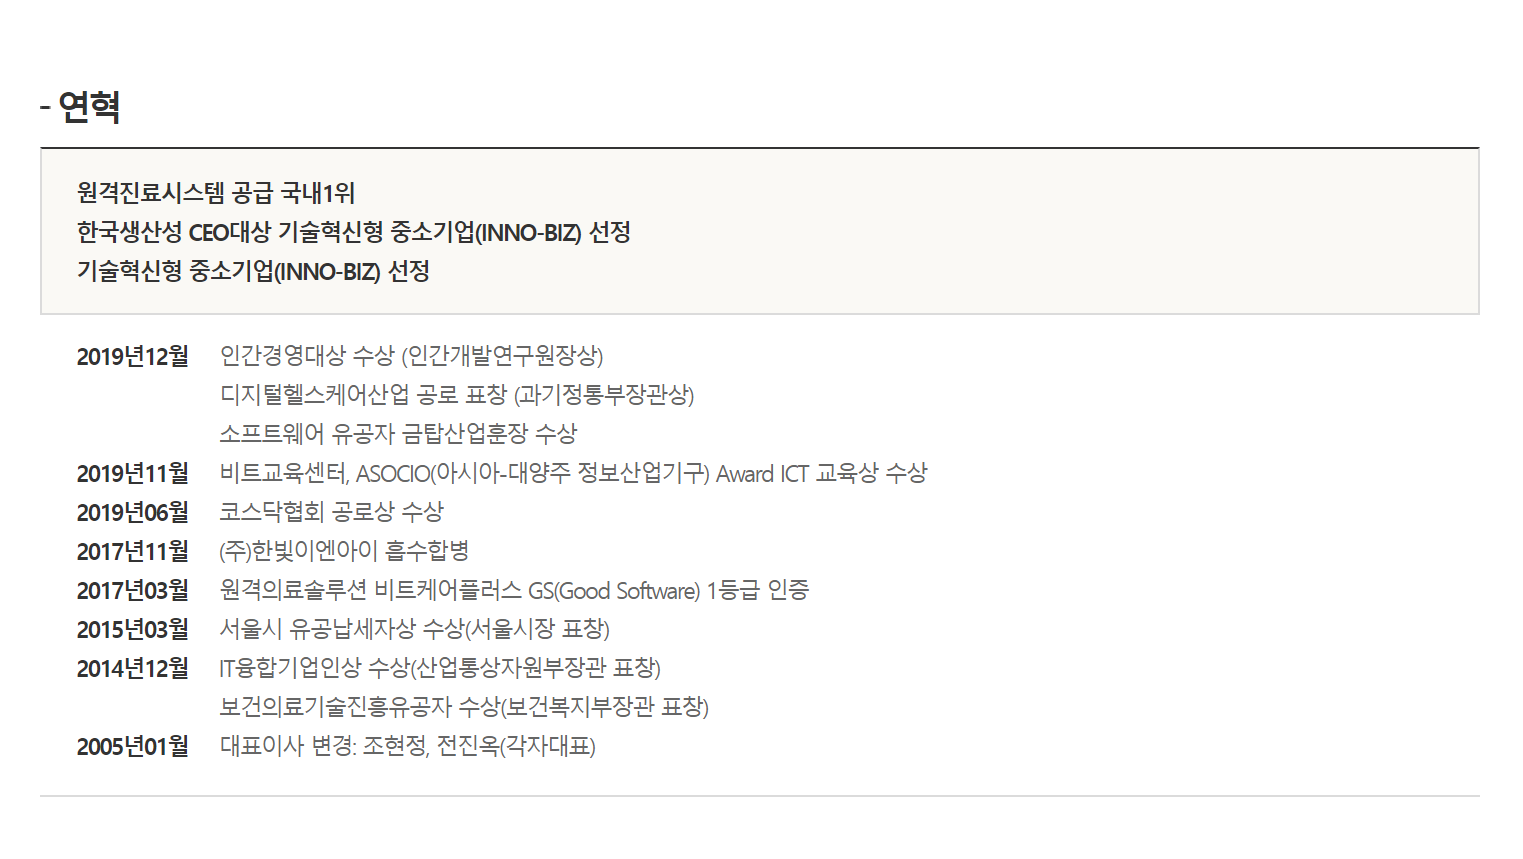 - 연혁
원격진료시스템 공급 국내1위
한국생산성 CEO대상 기술혁신형 중소기업(INNO-BIZ) 선정
기술혁신형 중소기업(INNO-BIZ) 선정
2019년12월 인간경영대상 수상 (인간개발연구원장상)
디지털헬스케어산업 공로 표창 (과기정통부장관상)
소프트웨어 유공자 금탑산업훈장 수상
2019년11월 비트교육센터, ASOCIO(아시아-대양주 정보산업기구) Award ICT 교육상 수상
2019년06월 코스닥협회 공로상 수상
2017년11월 (주)한빛이엔아이 흡수합병
2017년03월 원격의료솔루션 비트케어플러스 GS(Good Software) 1등급 인증
2015년03월 서울시 유공납세자상 수상(서울시장 표창)
2014년12월 IT융합기업인상 수상(산업통상자원부장관 표창)
보건의료기술진흥유공자 수상(보건복지부장관 표창)
2005년01월 대표이사 변경: 조현정, 전진옥(각자대표)